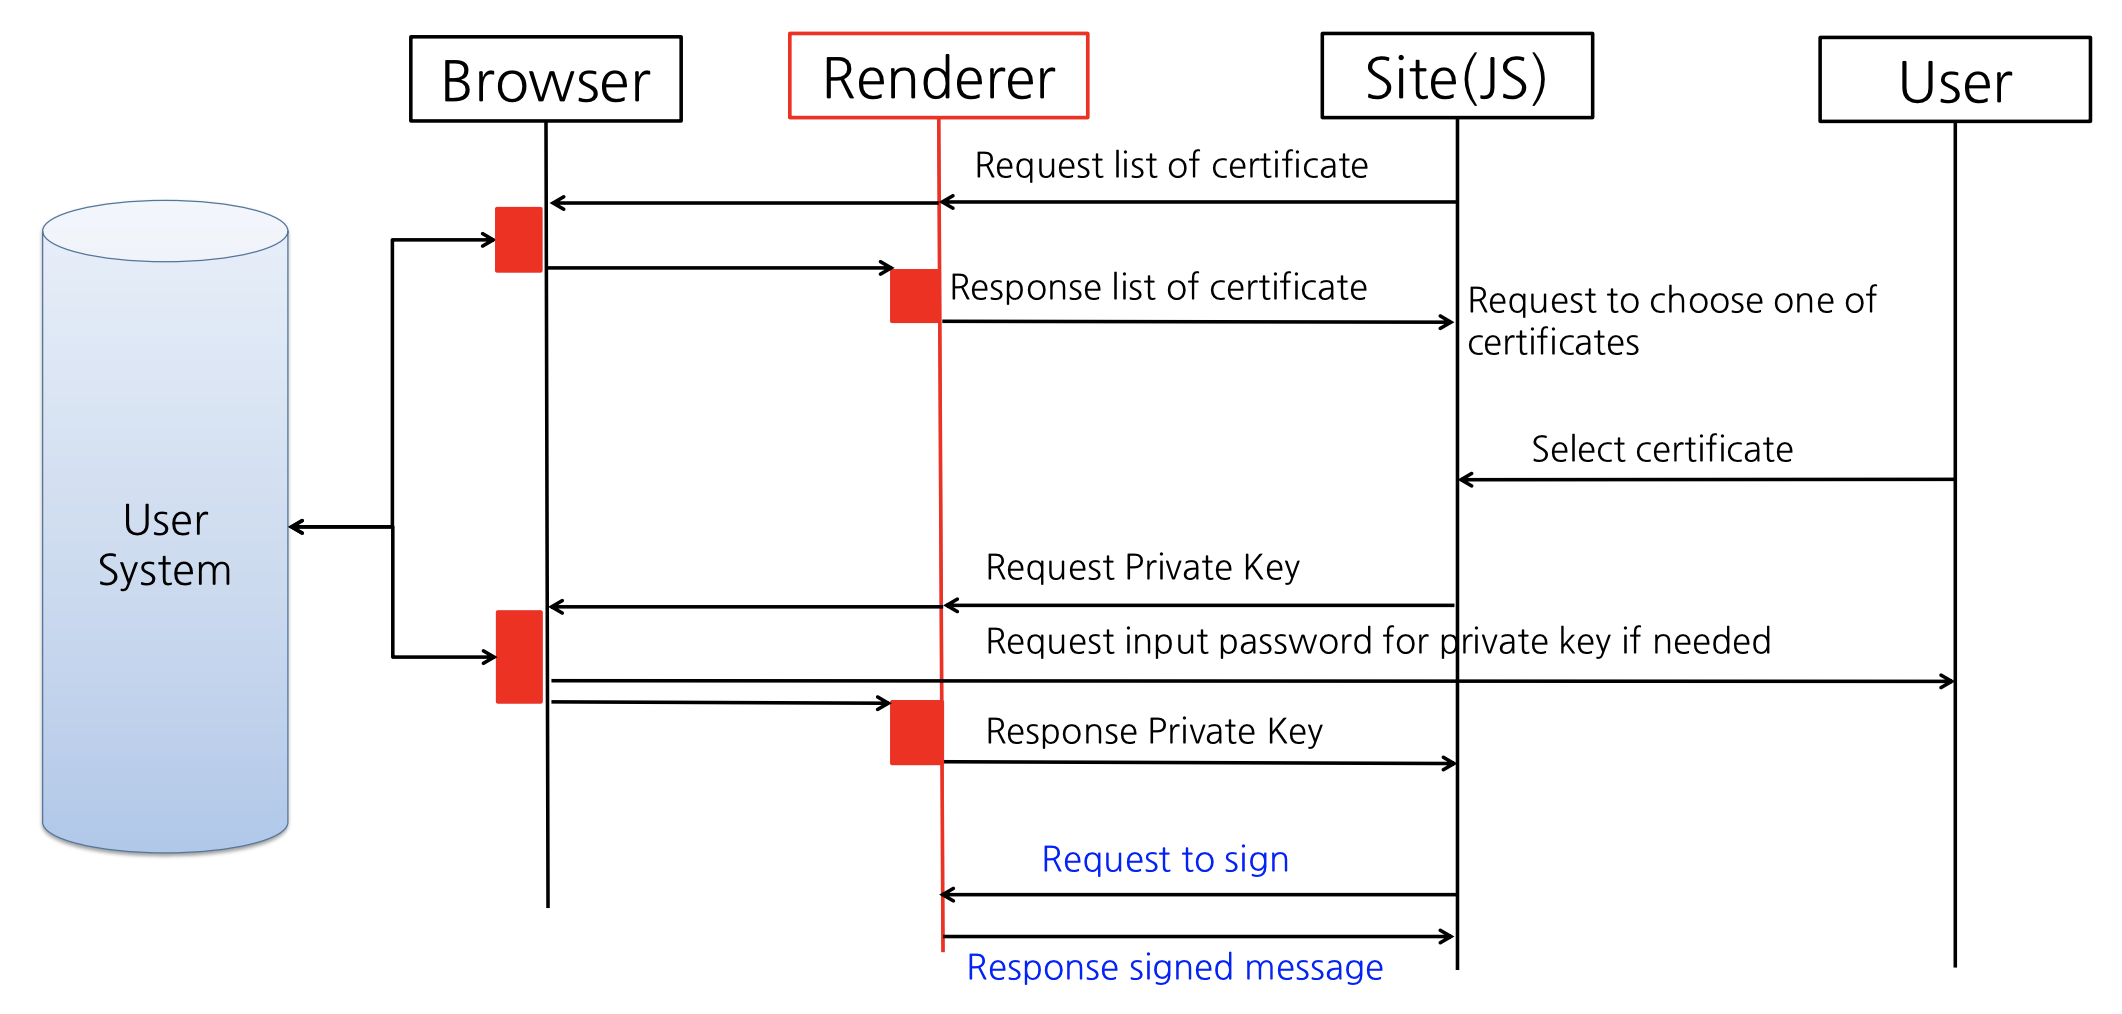 Browser
Renderer
Site(JS)
User
Request list of certificate
Response list of certificate
Request to choose one of
certificates
Select certificate
User
System
Request Private Key
Request input password for private key if needed
Response Private Key
Request to sign
Response signed message